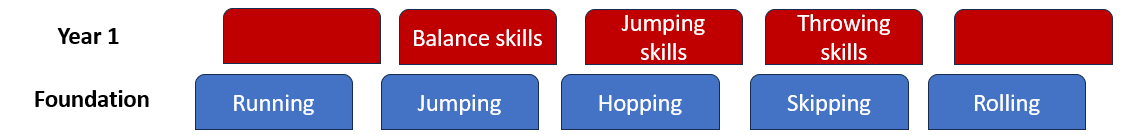 Year 1
Balance skills
Jumping
skills
Throwing
skills
Foundation
Running
Jumping
Hopping
Skipping
Rolling